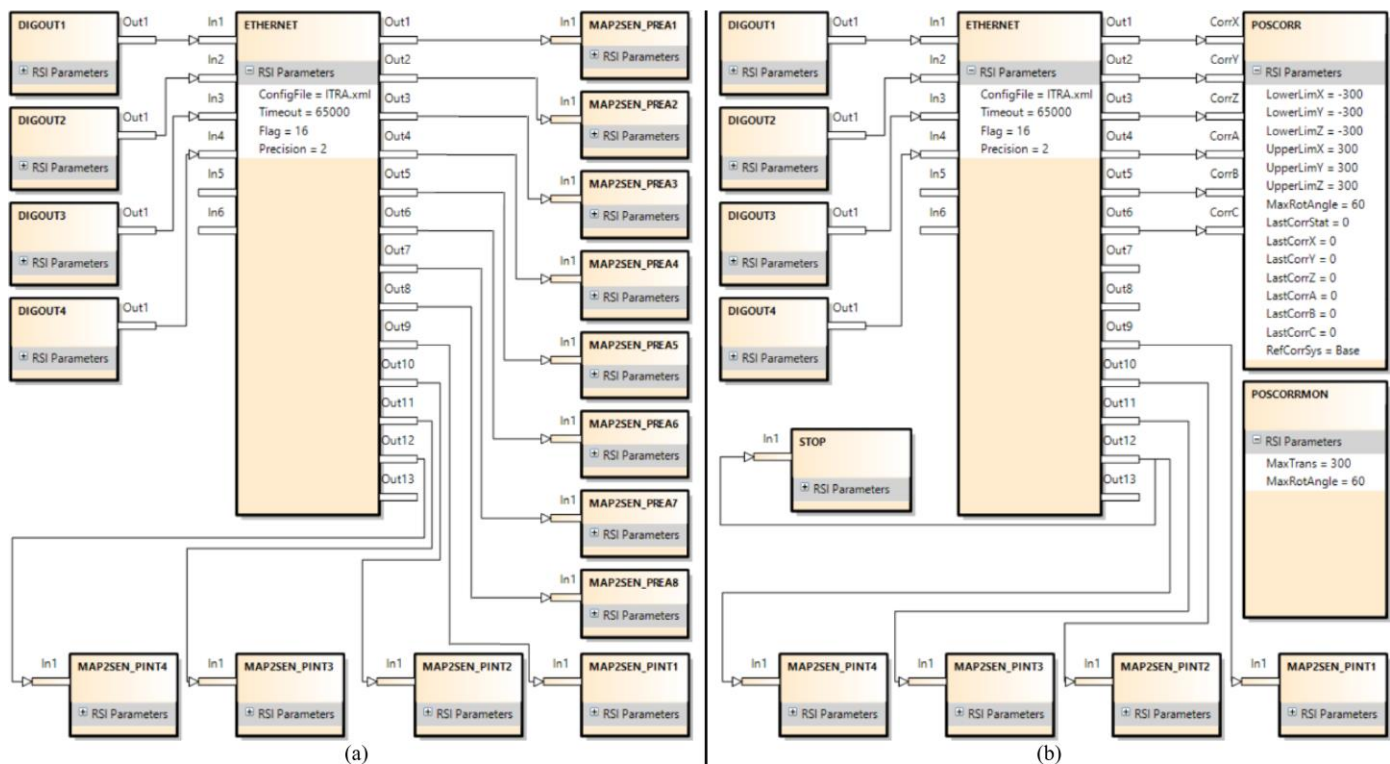 DIGOUT1
RSI Parameters
Out1
DIGOUT2
RSI Parameters
Out1
DIGOUT3
RSI Parameters
Out1
DIGOUT4
RSI Parameters
Out1
In1
In2
In3
In4
In5
In6
ETHERNET
RSI Parameters
ConfigFile = ITRA.xml
Timeout = 65000
Flag = 16
Precision = 2
Out1
Out2
Out3
Out4
Out5
Out6
Out7
Out8
Out9
Out10
Out11
Out12
Out13
In1
MAP2SEN_PREA1
RSI Parameters
In1
MAP2SEN_PREA2
RSI Parameters
In1
MAP2SEN_PREA3
RSI Parameters
In1
MAP2SEN_PREA4
RSI Parameters
In1
MAP2SEN_PREA5
RSI Parameters
In1
MAP2SEN_PREA6
RSI Parameters
In1
MAP2SEN_PREA7
RSI Parameters
In1
MAP2SEN_PREA8
RSI Parameters
In1
MAP2SEN_PINT4
RSI Parameters
In1
MAP2SEN_PINT3
RSI Parameters
In1
MAP2SEN_PINT2
RSI Parameters
In1
MAP2SEN_PINT1
RSI Parameters
(a)
DIGOUT1
RSI Parameters
Out1
DIGOUT2
RSI Parameters
Out1
DIGOUT3
RSI Parameters
Out1
DIGOUT4
RSI Parameters
Out1
In1
In2
In3
In4
In5
In6
ETHERNET
RSI Parameters
ConfigFile = ITRA.xml
Timeout = 65000
Flag = 16
Precision = 2
Out1
Out2
Out3
Out4
Out5
Out6
Out7
Out8
Out9
Out10
Out11
Out12
Out13
CorrX
CorrY
CorrZ
CorrA
CorrB
CorrC
POSCORR
RSI Parameters
LowerLimX = -300
LowerLimY = -300
LowerLimZ = -300
UpperLimX = 300
UpperLimY = 300
UpperLimZ = 300
MaxRotAngle = 60
LastCorrStat = 0
LastCorrX = 0
LastCorrY = 0
LastCorrZ = 0
LastCorrA = 0
LastCorrB = 0
LastCorrC = 0
RefCorrSys = Base
POSCORRMON
RSI Parameters
MaxTrans = 300
MaxRotAngle = 60
In1
STOP
RSI Parameters
In1
MAP2SEN_PINT4
RSI Parameters
In1
MAP2SEN_PINT3
RSI Parameters
In1
MAP2SEN_PINT2
RSI Parameters
In1
MAP2SEN_PINT1
RSI Parameters
(b)